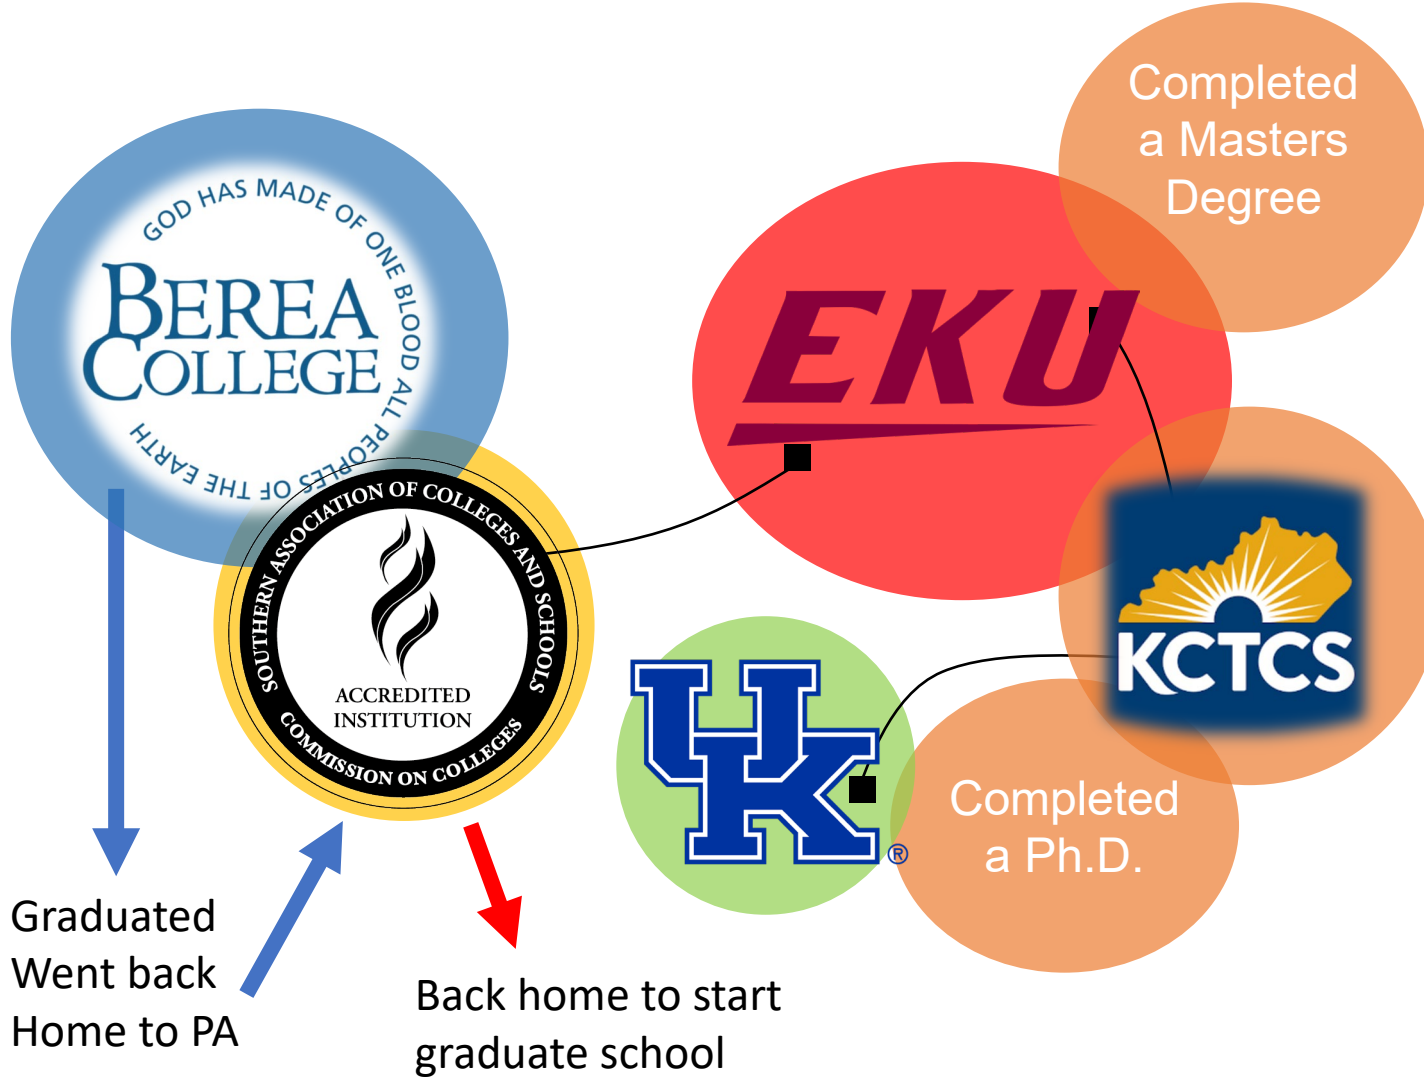 GOD HAS MADE OF ONE BLOOD ALL PEOPLES OF THE EARTH
BEREA
COLLEGE
SOUTHERN ASSOCIATION OF COLLEGES AND SCHOOLS
ACCREDITED
INSTITUTION
COMMISSION ON COLLEGES
Graduated
Went back
Home to PA
Back home to start
graduate school
EKU
Completed
a Masters
Degree
KCTCS
UK
®
Completed
a Ph.D.